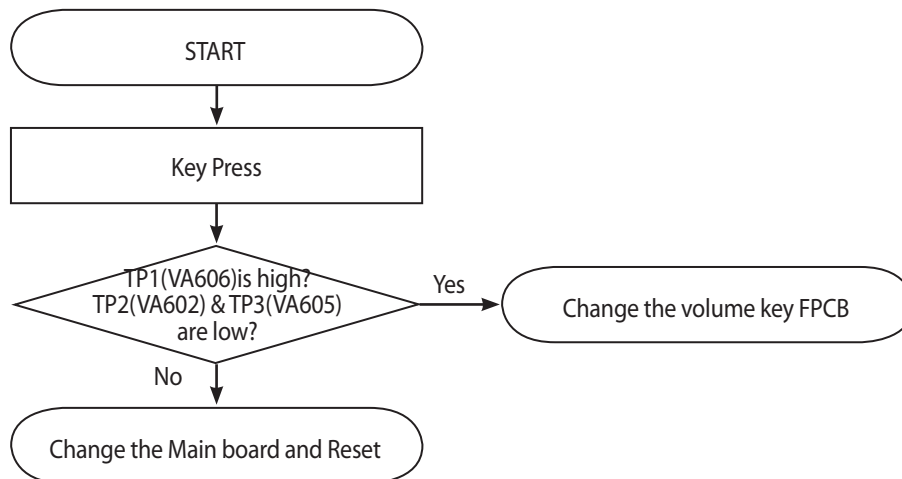 START
Key Press
TP1(VA606)is high?
TP2(VA602) & TP3(VA605)
are low?
Yes
Change the volume key FPCB
No
Change the Main board and Reset